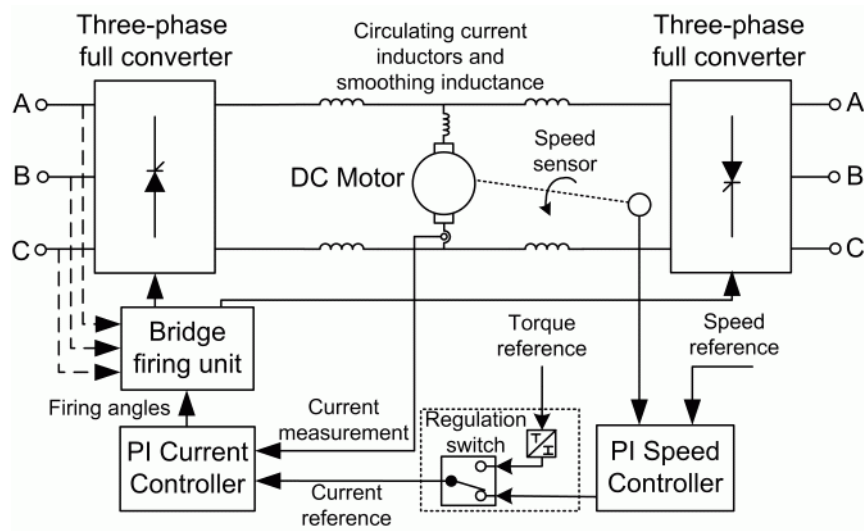 Three-phase
full converter
Circulating current
inductors and
smoothing inductance
Three-phase
full converter
A
B
C
DC Motor
Speed
sensor
A
B
C
Bridge
firing unit
Torque
reference
Speed
reference
Firing angles
Current
measurement
Regulation
switch
T
I
PI Current
Controller
Current
reference
PI Speed
Controller